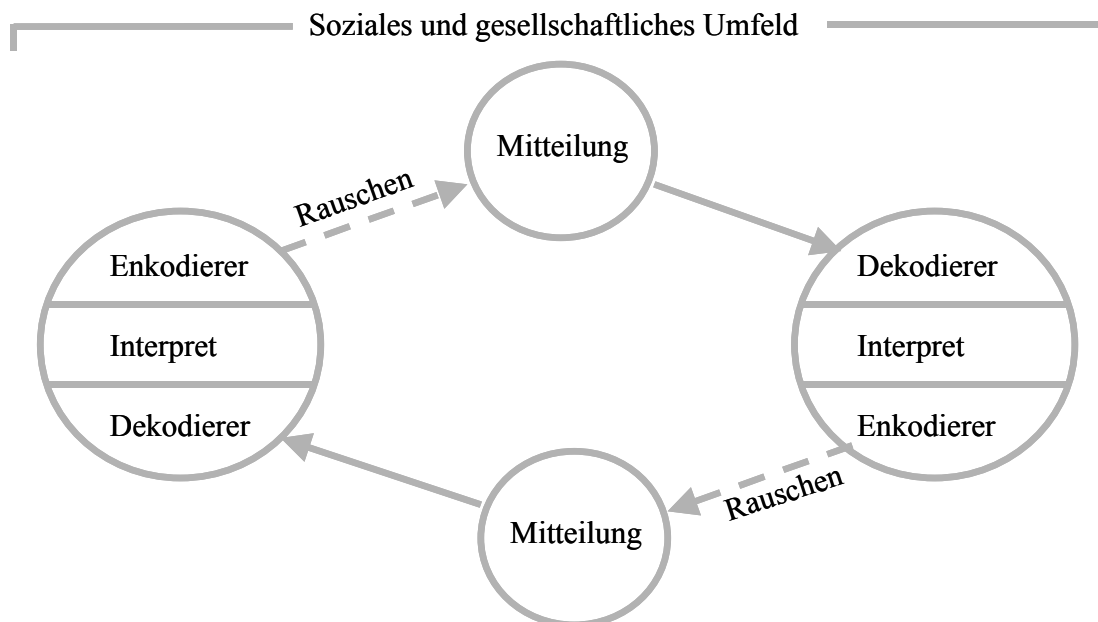 Soziales und gesellschaftliches Umfeld
Mitteilung
Rauschen
Enkodierer
Interpret
Dekodierer
Dekodierer
Interpret
Enkodierer
Rauschen
Mitteilung